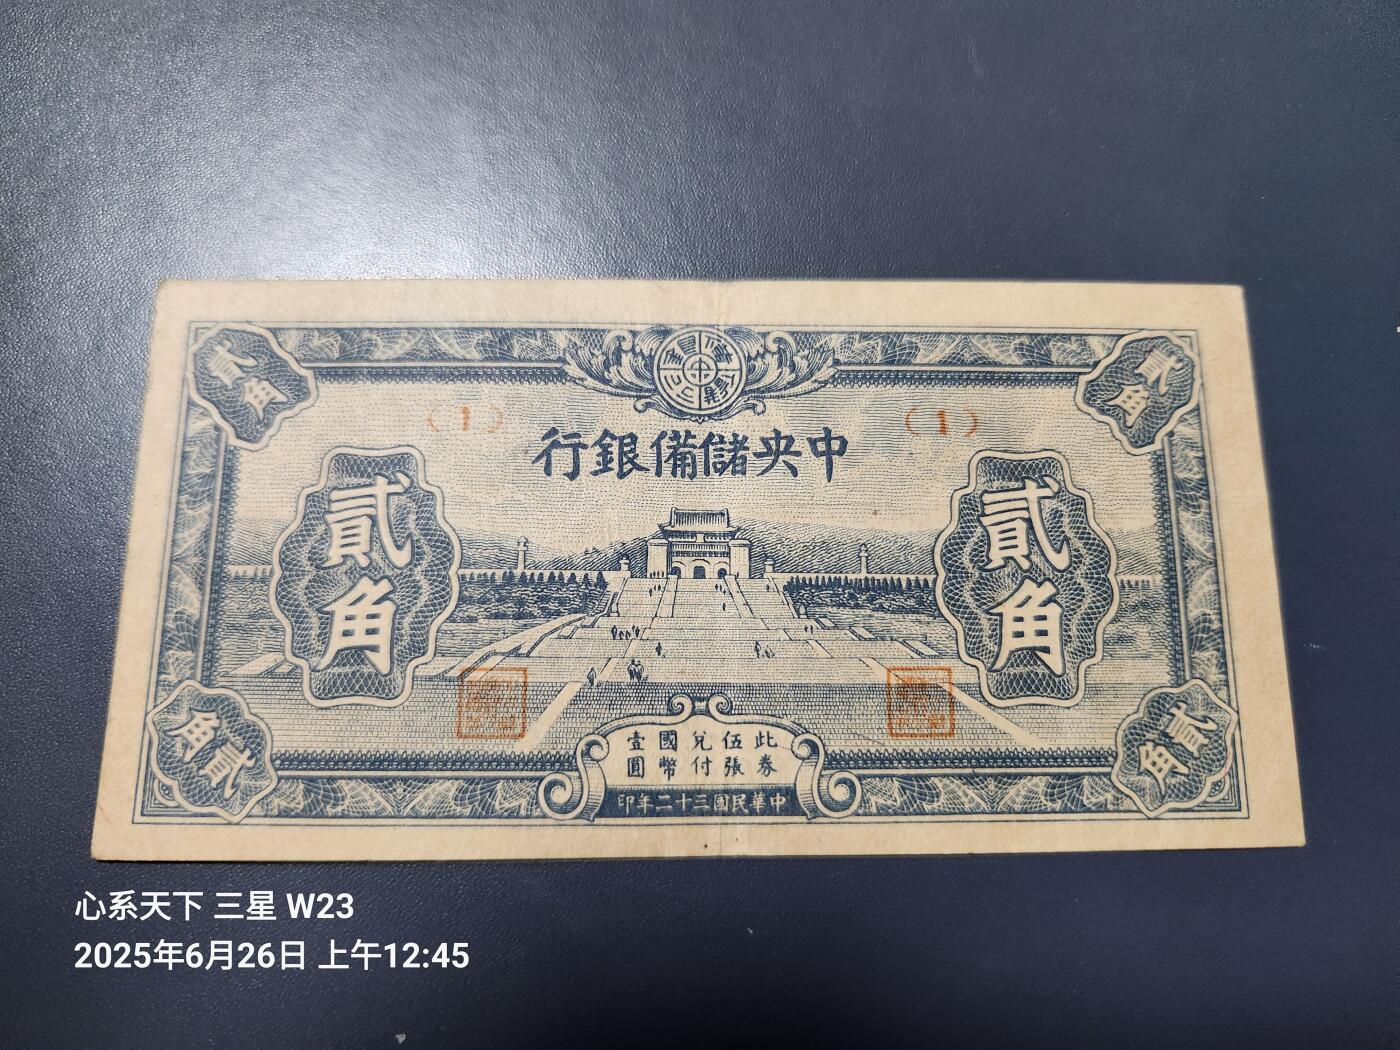 貳角
貳角
(1)
(1)
中央儲備銀行
貳角
貳角
此券伍張兌付國幣壹圓
中華民國三十二年印
貳角
貳角
心系天下 三星 W23
2025年6月26日 上午12:45